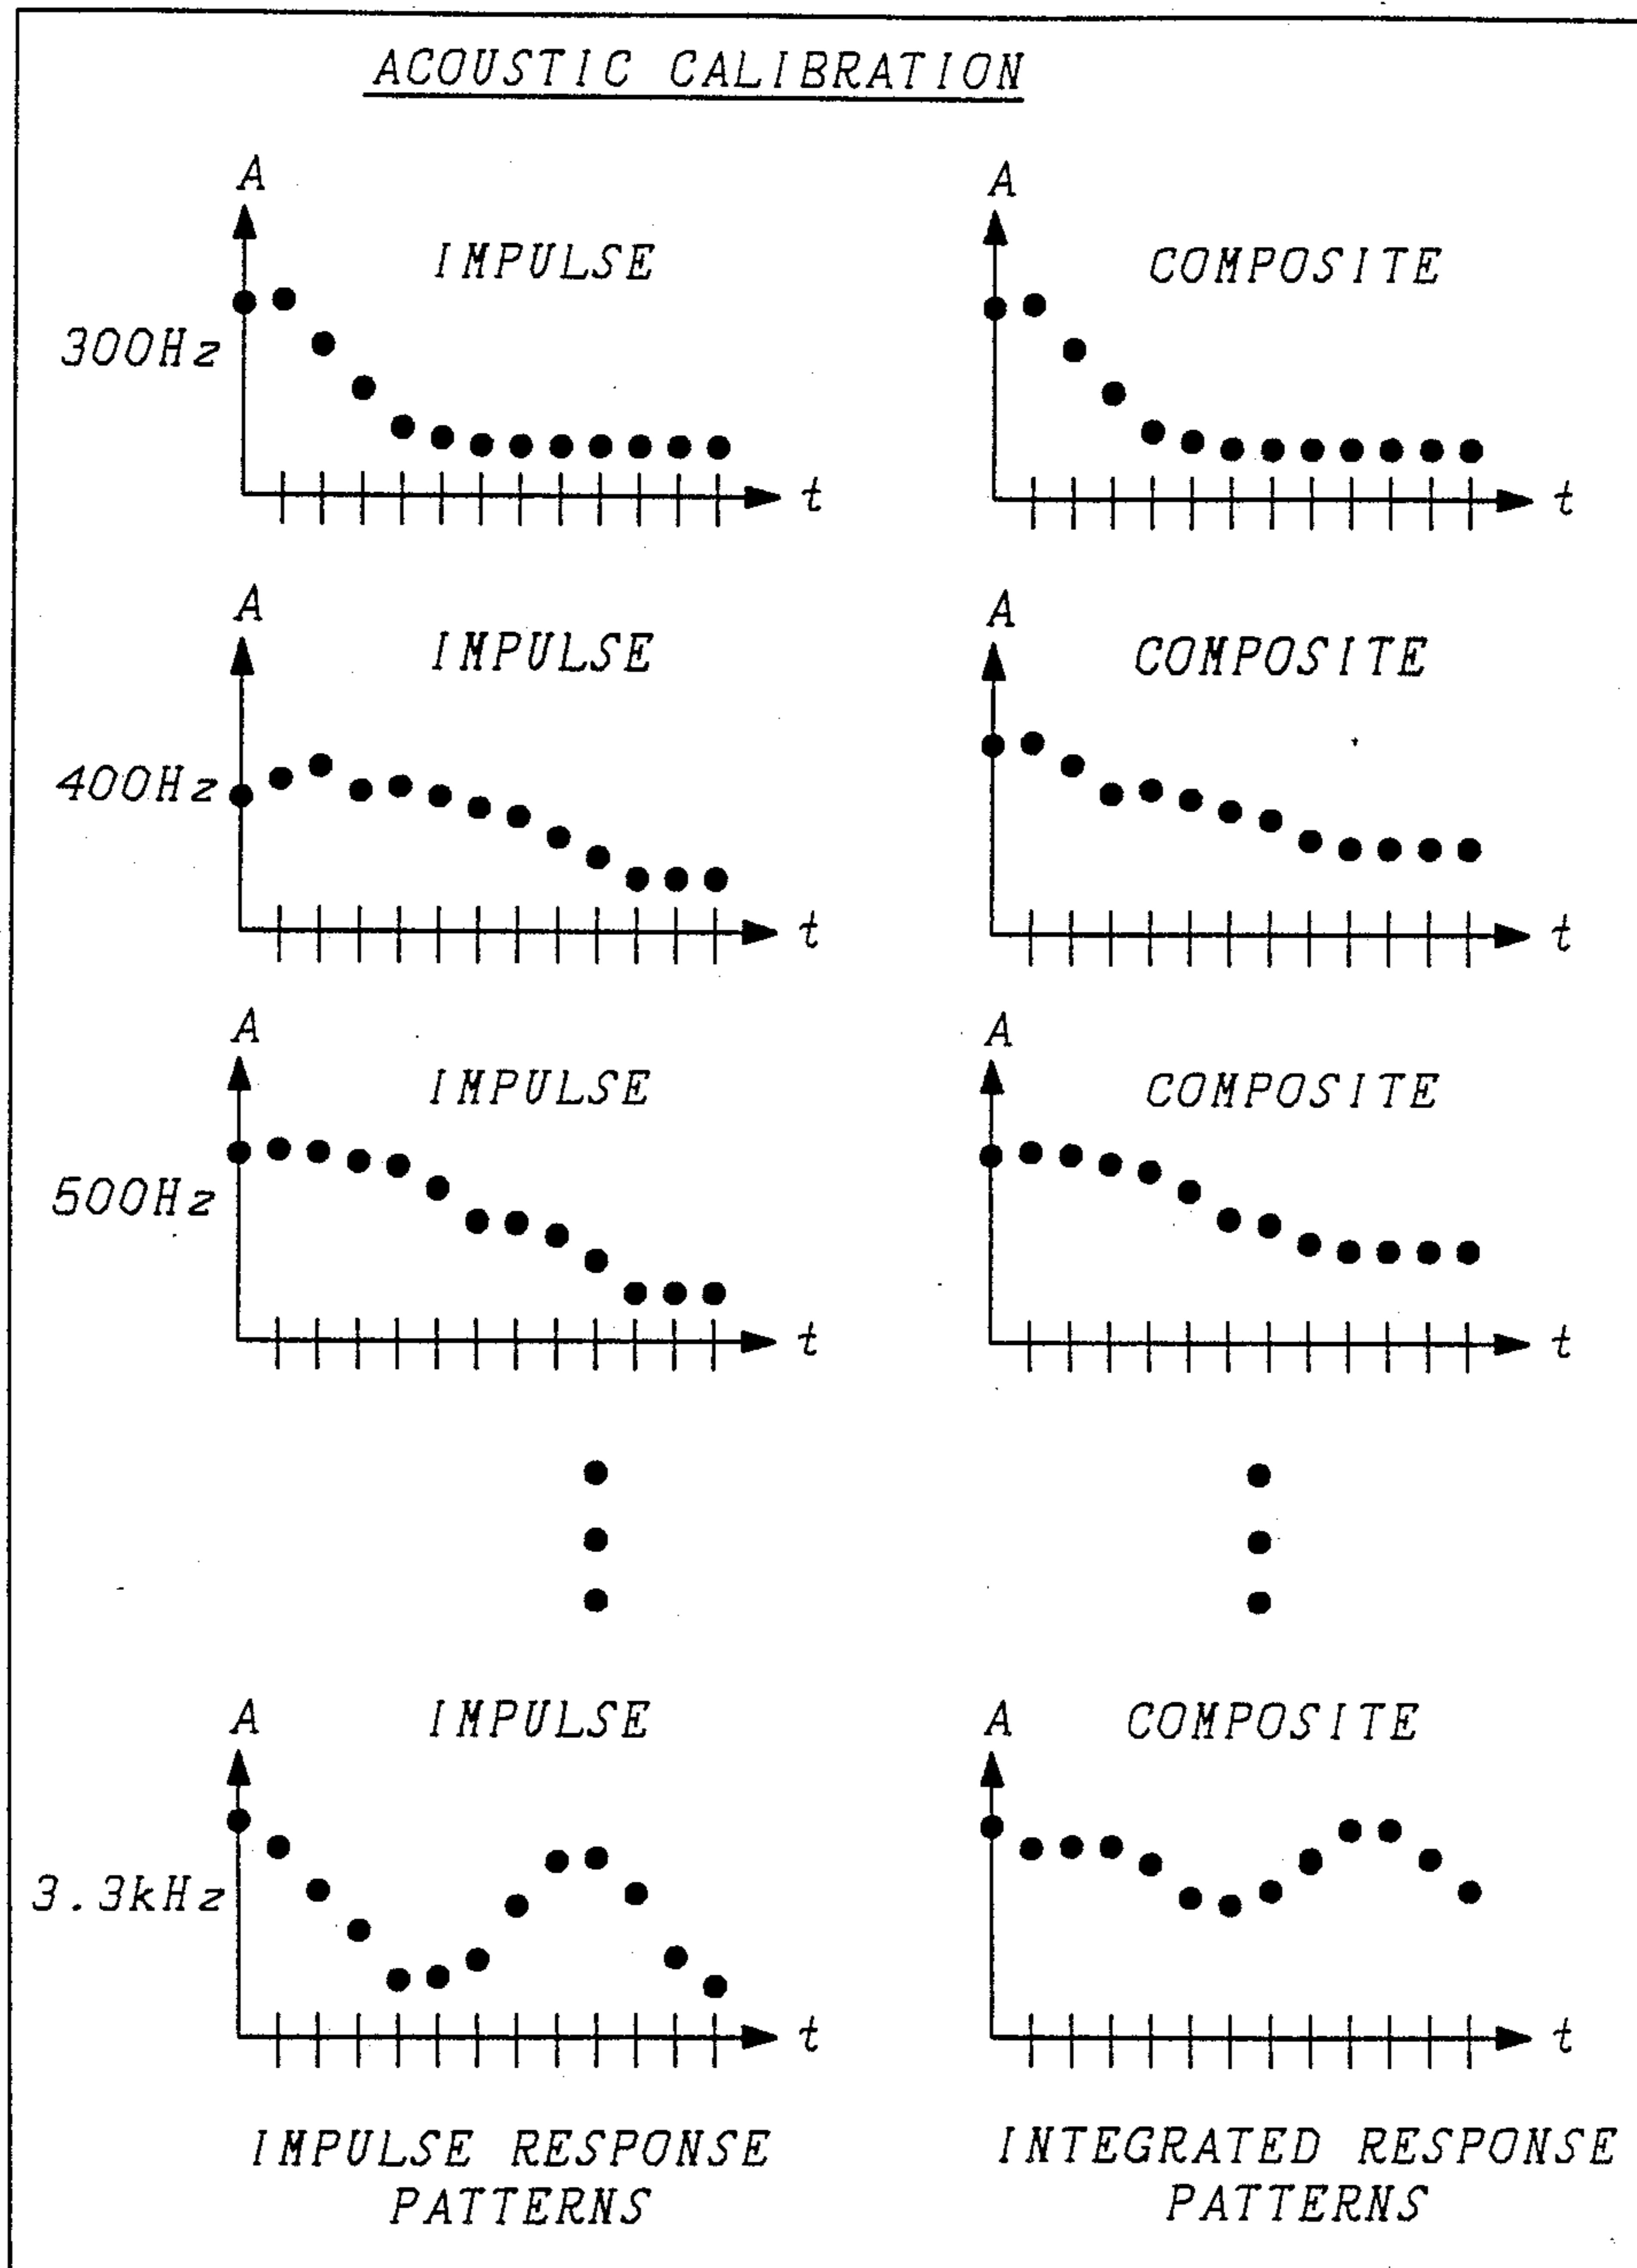 ACOUSTIC CALIBRATION
A
IMPULSE
300Hz
t
A
COMPOSITE
t
A
IMPULSE
400Hz
t
A
COMPOSITE
t
A
IMPULSE
500Hz
t
A
COMPOSITE
t
A
IMPULSE
3.3kHz
t
A
COMPOSITE
t
IMPULSE RESPONSE
PATTERNS
INTEGRATED RESPONSE
PATTERNS